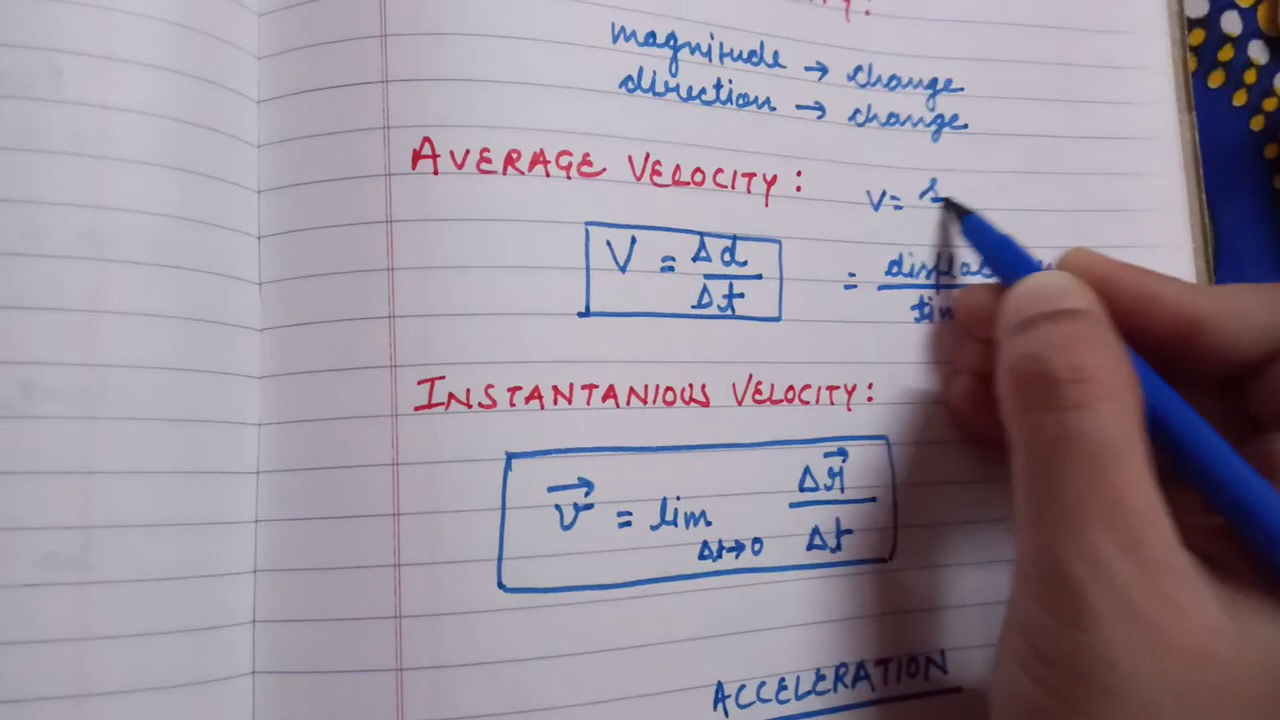 magnitude → change
direction → change
AVERAGE VELOCITY:
V = s
V = Δd/Δt =
INSTANTANIOUS VELOCITY:
v⃗ = lim Δt→0 Δr⃗/Δt
ACCELERATION